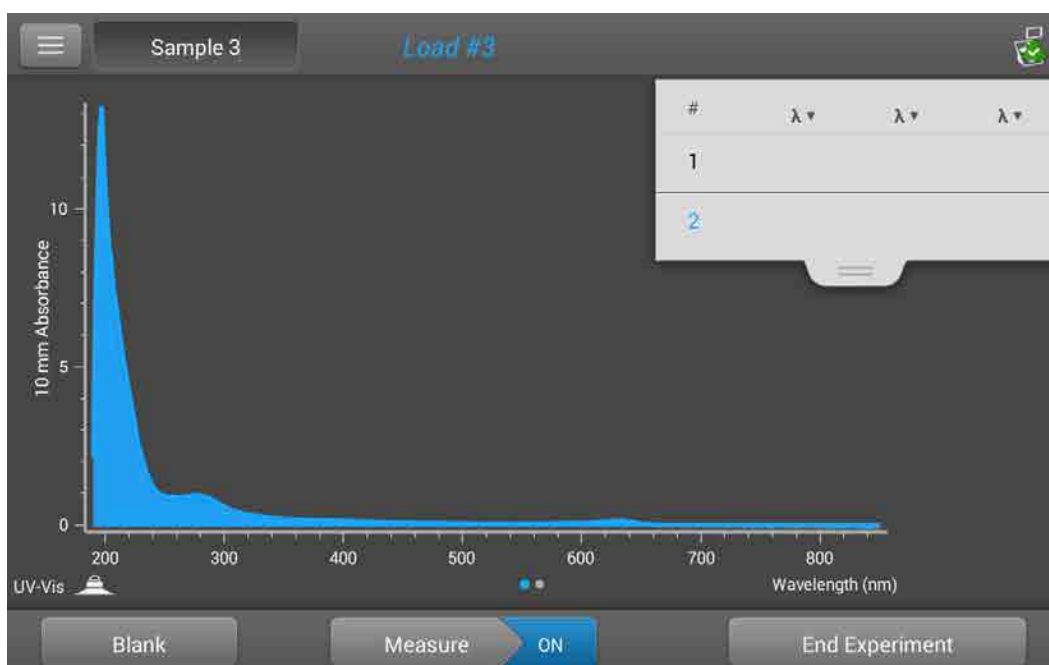 Sample 3
Load #3
# λ ▾ λ ▾ λ ▾
1
2
10 mm Absorbance
10
5
0
200 300 400 500 600 700 800
UV-Vis
Wavelength (nm)
Blank
Measure ON
End Experiment